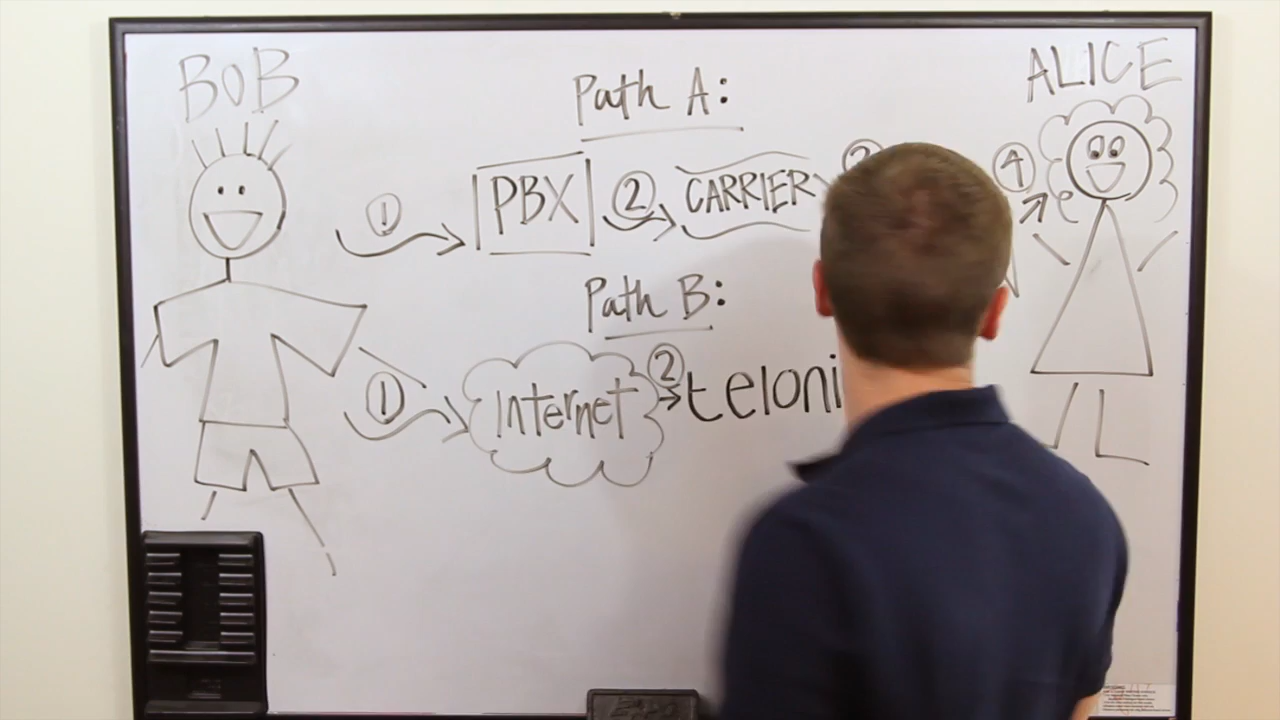 BOB
ALICE
Path A:
① PBX ② CARRIER ④
Path B:
① Internet ② teloni